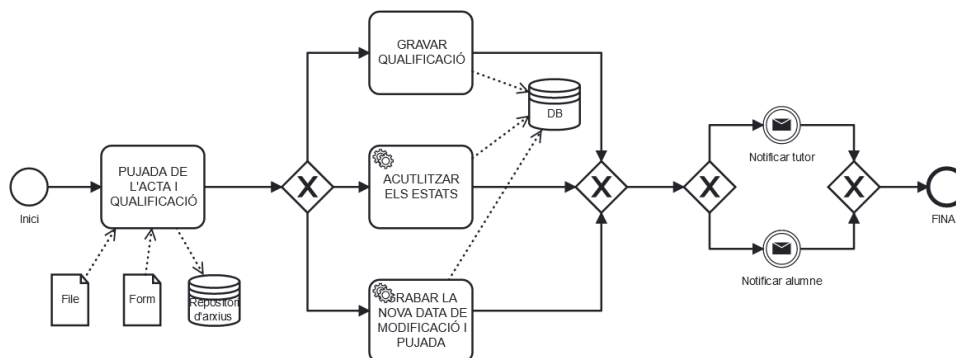 GRAVAR
QUALIFICACIÓ
DB
PUJADA DE
L'ACTA I
QUALIFICACIÓ
ACUTLITZAR
ELS ESTATS
Notificar tutor
Inici
FINAL
File
Form
Repositori
d'arxius
GRABAR LA
NOVA DATA DE
MODIFICACIÓ I
PUJADA
Notificar alumne